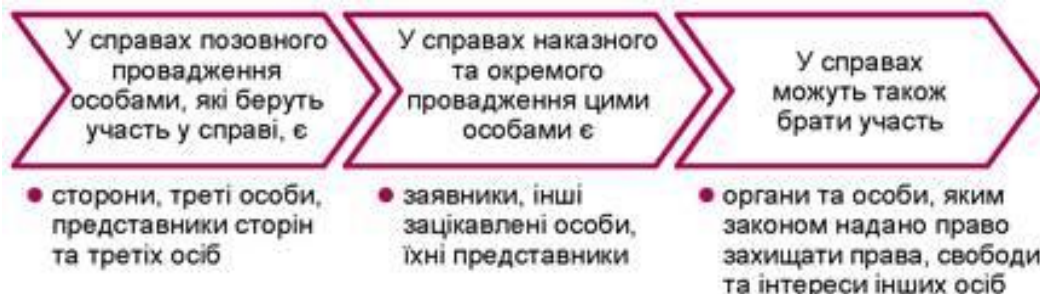 У справах позовного
провадження
особами, які беруть
участь у справі, є
У справах наказного
та окремого
провадження цими
особами є
У справах
можуть також
брати участь
сторони, треті особи,
представники сторін
та третіх осіб
заявники, інші
зацікавлені особи,
їхні представники
органи та особи, яким
законом надано право
захищати права, свободи
та інтереси інших осіб